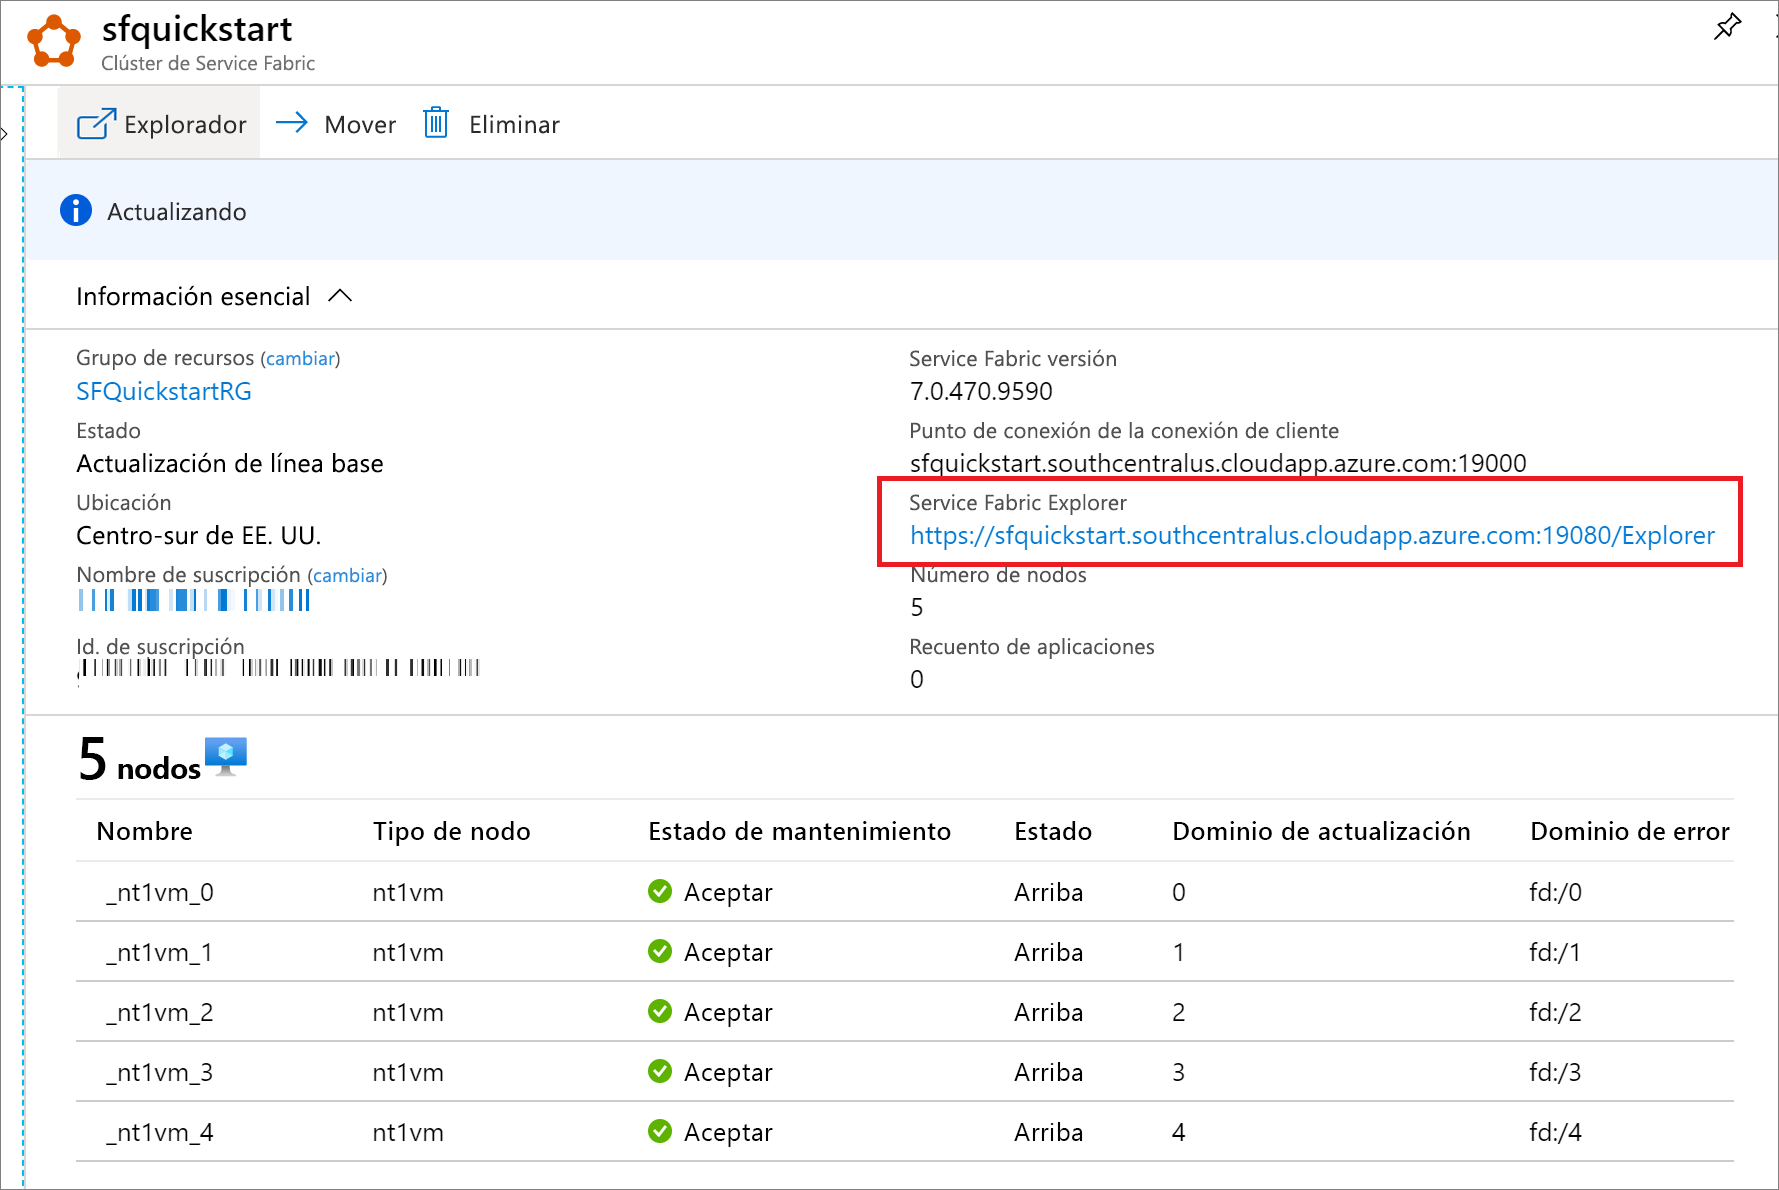 sfquickstart
Clúster de Service Fabric
Explorador
Mover
Eliminar
Actualizando
Información esencial
Grupo de recursos (cambiar)
SFQuickstartRG
Estado
Actualización de línea base
Ubicación
Centro-sur de EE. UU.
Nombre de suscripción (cambiar)
Id. de suscripción
Service Fabric versión
7.0.470.9590
Punto de conexión de la conexión de cliente
sfquickstart.southcentralus.cloudapp.azure.com:19000
Service Fabric Explorer
https://sfquickstart.southcentralus.cloudapp.azure.com:19080/Explorer
Número de nodos
5
Recuento de aplicaciones
0
5 nodos
Nombre Tipo de nodo Estado de mantenimiento Estado Dominio de actualización Dominio de error
_nt1vm_0 nt1vm Aceptar Arriba 0 fd:/0
_nt1vm_1 nt1vm Aceptar Arriba 1 fd:/1
_nt1vm_2 nt1vm Aceptar Arriba 2 fd:/2
_nt1vm_3 nt1vm Aceptar Arriba 3 fd:/3
_nt1vm_4 nt1vm Aceptar Arriba 4 fd:/4